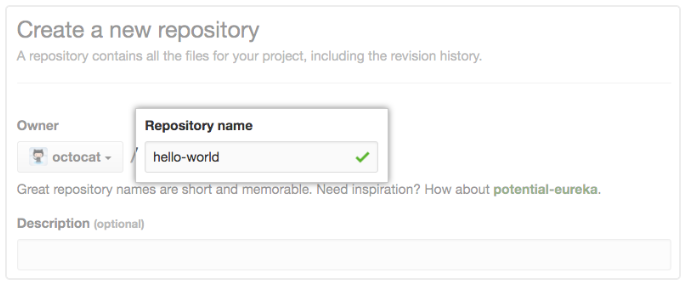 Create a new repository
A repository contains all the files for your project, including the revision history.
Owner
Repository name
octocat
/
hello-world
Great repository names are short and memorable. Need inspiration? How about potential-eureka.
Description (optional)